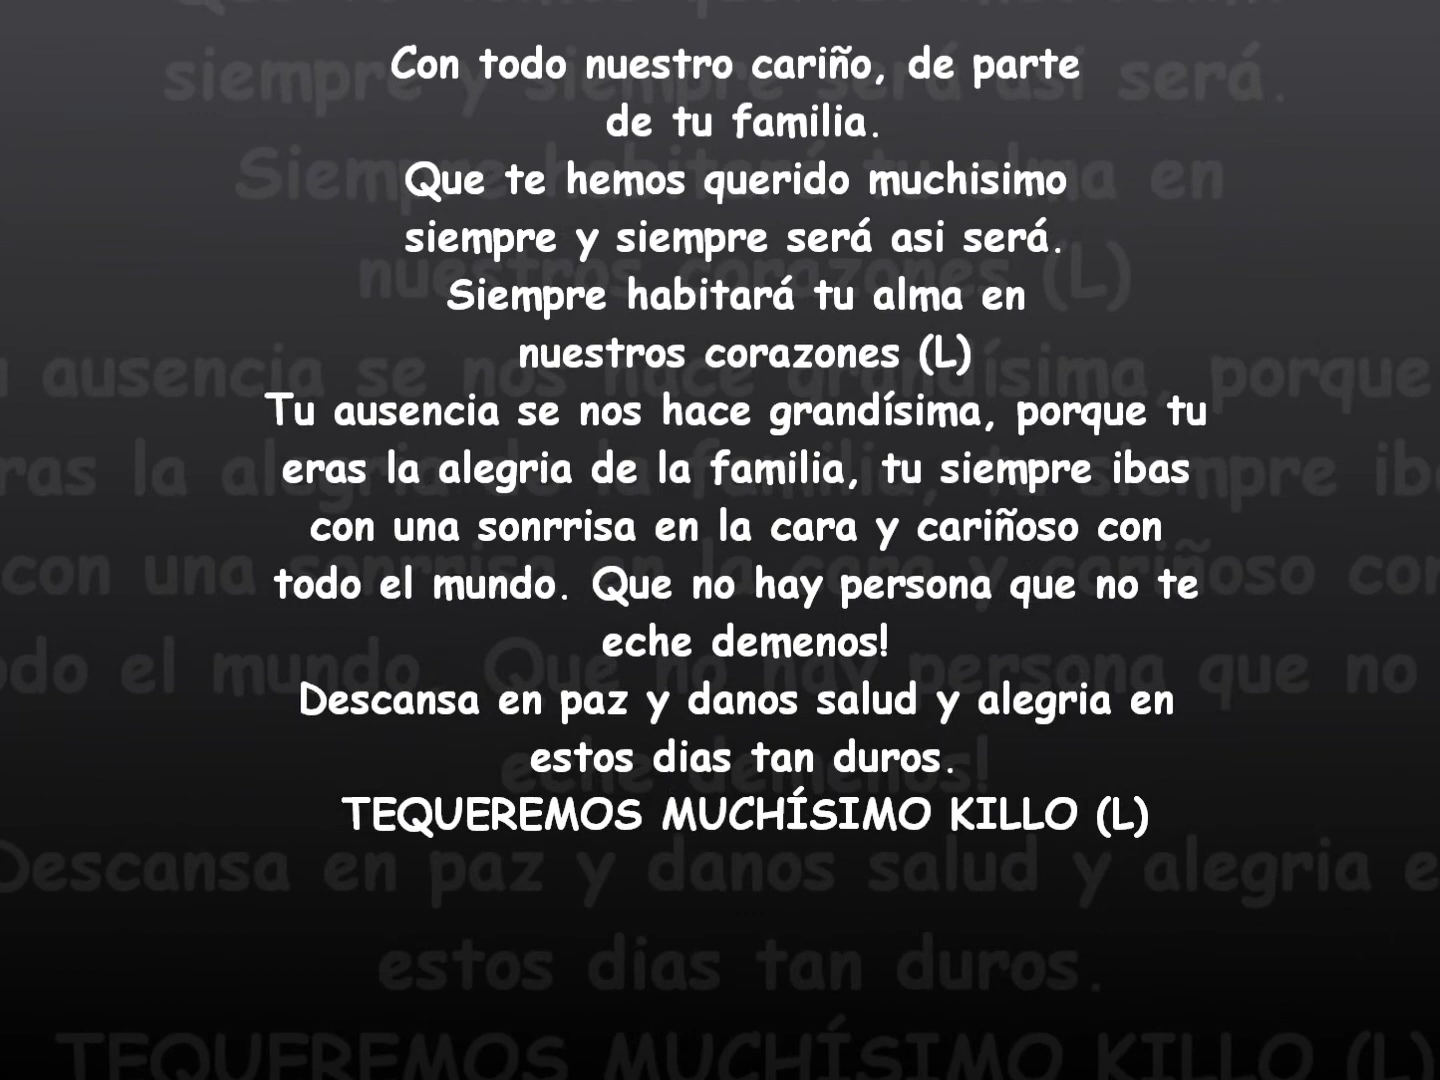 Con todo nuestro cariño, de parte
de tu familia.
Que te hemos querido muchisimo
siempre y siempre será asi será.
Siempre habitará tu alma en
nuestros corazones (L)
Tu ausencia se nos hace grandísima, porque tu
eras la alegria de la familia, tu siempre ibas
con una sonrrisa en la cara y cariñoso con
todo el mundo. Que no hay persona que no te
eche demenos!
Descansa en paz y danos salud y alegria en
estos dias tan duros.
TEQUEREMOS MUCHÍSIMO KILLO (L)